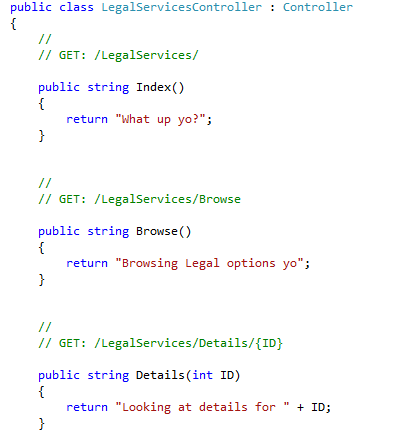 public class LegalServicesController : Controller
{
    //
    // GET: /LegalServices/
    public string Index()
    {
        return "What up yo?";
    }
    //
    // GET: /LegalServices/Browse
    public string Browse()
    {
        return "Browsing Legal options yo";
    }
    //
    // GET: /LegalServices/Details/{ID}
    public string Details(int ID)
    {
        return "Looking at details for " + ID;
    }